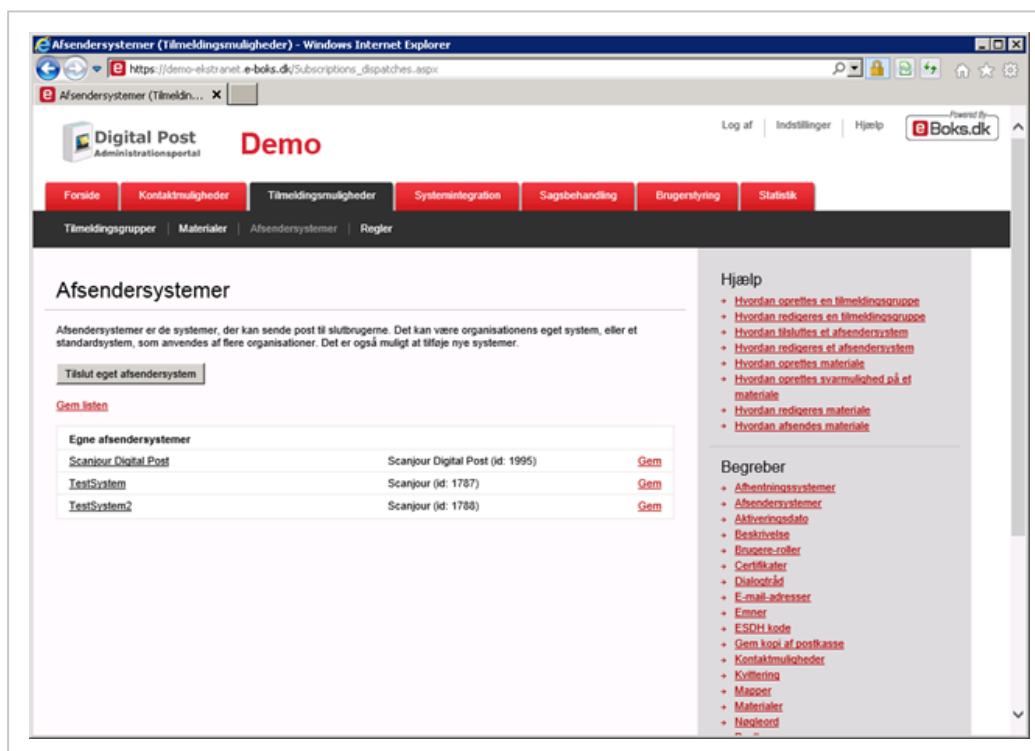 Afsendersystemer (Tilmeldingsmuligheder) - Windows Internet Explorer
https://demo-ekstranet.e-boks.dk/Subscriptions_dispatches.aspx
Afsendersystemer (Tilmeldin...
Log af | Indstillinger | Hjælp
Powered By
e Boks.dk
Digital Post
Administrationsportal
Demo
Forside Kontaktmuligheder Tilmeldingsmuligheder Systemintegration Sagsbehandling Brugerstyring Statistik
Tilmeldingsgrupper | Materialer | Afsendersystemer | Regler
Afsendersystemer
Afsendersystemer er de systemer, der kan sende post til slutbrugerne. Det kan være organisationens eget system, eller et
standardsystem, som anvendes af flere organisationer. Det er også muligt at tilføje nye systemer.
Tilslut eget afsendersystem
Gem listen
Egne afsendersystemer
Scanjour Digital Post Scanjour Digital Post (id: 1995) Gem
TestSystem Scanjour (id: 1787) Gem
TestSystem2 Scanjour (id: 1788) Gem
Hjælp
Hvordan oprettes en tilmeldingsgruppe
Hvordan redigeres en tilmeldingsgruppe
Hvordan tilsluttes et afsendersystem
Hvordan redigeres et afsendersystem
Hvordan oprettes materiale
Hvordan oprettes svarmulighed på et
materiale
Hvordan redigeres materiale
Hvordan afsendes materiale
Begreber
Afhentningssystemer
Afsendersystemer
Aktiveringsdato
Beskrivelse
Brugere-roller
Certifikater
Dialogtråd
E-mail-adresser
Emner
ESDH kode
Gem kopi af postkasse
Kontaktmuligheder
Kvittering
Mapper
Materialer
Nøgleord